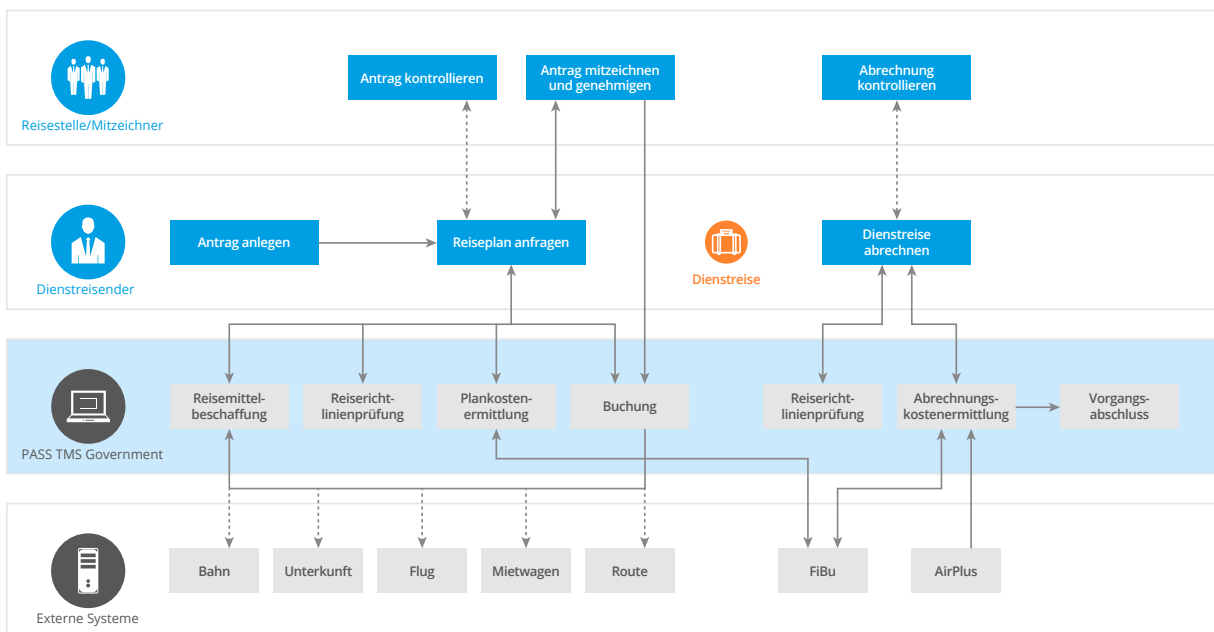 Antrag kontrollieren
Antrag mitzeichnen
und genehmigen
Abrechnung
kontrollieren
Reisestelle/Mitzeichner
Antrag anlegen
Reiseplan anfragen
Dienstreise
Dienstreise
abrechnen
Dienstreisender
Reisemittel-
beschaffung
Reisericht-
linienprüfung
Plankosten-
ermittlung
Buchung
Reisericht-
linienprüfung
Abrechnungs-
kostenermittlung
Vorgangs-
abschluss
PASS TMS Government
Bahn
Unterkunft
Flug
Mietwagen
Route
FiBu
AirPlus
Externe Systeme